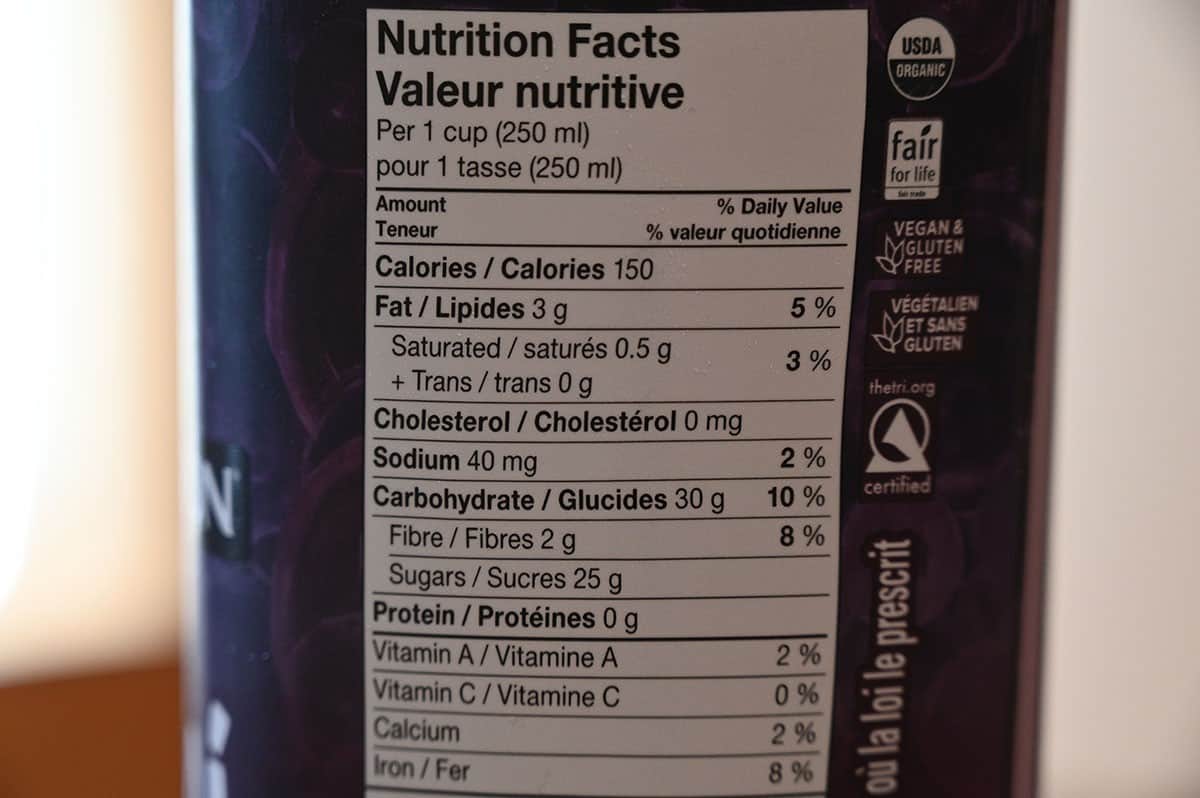 Nutrition Facts
Valeur nutritive
Per 1 cup (250 ml)
pour 1 tasse (250 ml)
Amount % Daily Value
Teneur % valeur quotidienne
Calories / Calories 150
Fat / Lipides 3 g 5 %
Saturated / saturés 0.5 g
+ Trans / trans 0 g 3 %
Cholesterol / Cholestérol 0 mg
Sodium 40 mg 2 %
Carbohydrate / Glucides 30 g 10 %
Fibre / Fibres 2 g 8 %
Sugars / Sucres 25 g
Protein / Protéines 0 g
Vitamin A / Vitamine A 2 %
Vitamin C / Vitamine C 0 %
Calcium 2 %
Iron / Fer 8 %
USDA
ORGANIC
fair
for life
fair trade
VEGAN &
GLUTEN
FREE
VÉGÉTALIEN
ET SANS
GLUTEN
thetri.org
certified
où la loi le prescrit
N